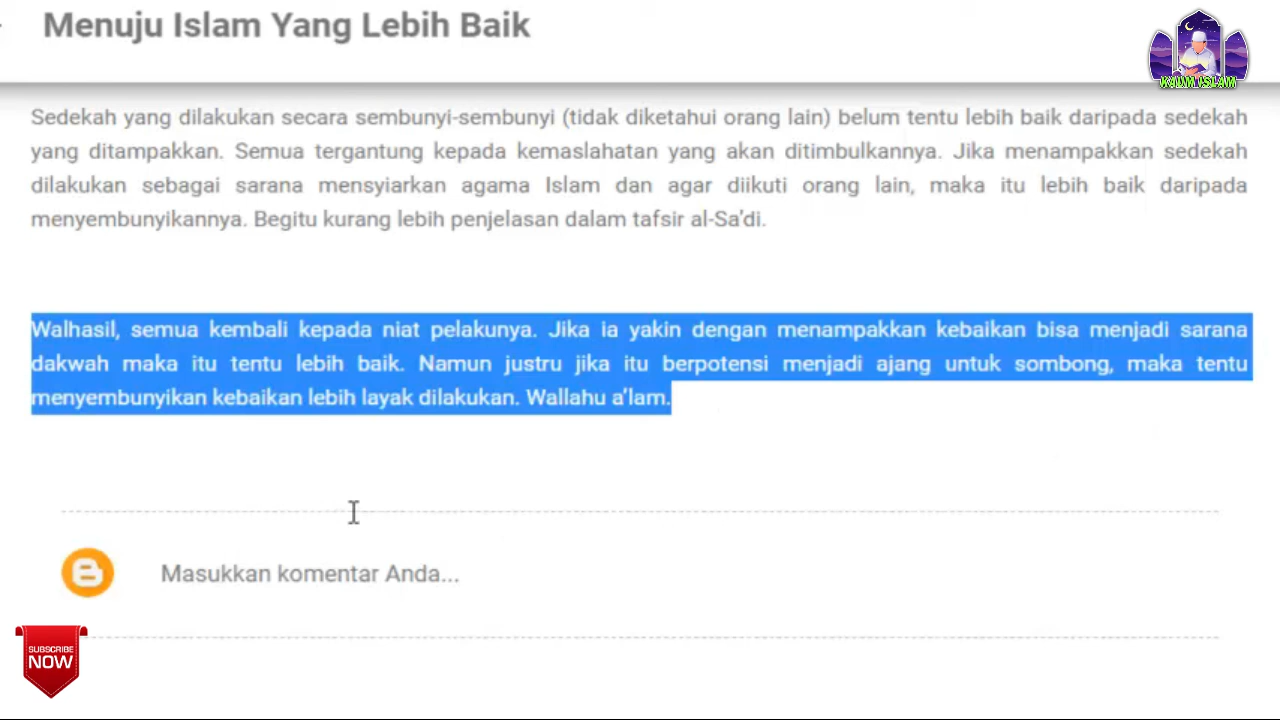 Menuju Islam Yang Lebih Baik
KALAM ISLAM
Sedekah yang dilakukan secara sembunyi-sembunyi (tidak diketahui orang lain) belum tentu lebih baik daripada sedekah
yang ditampakkan. Semua tergantung kepada kemaslahatan yang akan ditimbulkannya. Jika menampakkan sedekah
dilakukan sebagai sarana mensyiarkan agama Islam dan agar diikuti orang lain, maka itu lebih baik daripada
menyembunyikannya. Begitu kurang lebih penjelasan dalam tafsir al-Sa’di.
Walhasil, semua kembali kepada niat pelakunya. Jika ia yakin dengan menampakkan kebaikan bisa menjadi sarana
dakwah maka itu tentu lebih baik. Namun justru jika itu berpotensi menjadi ajang untuk sombong, maka tentu
menyembunyikan kebaikan lebih layak dilakukan. Wallahu a’lam.
Masukkan komentar Anda...
SUBSCRIBE
NOW